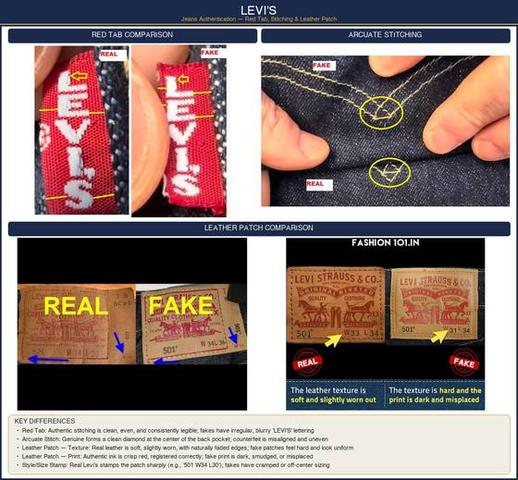 LEVI'S
Jeans Authentication — Red Tab, Stitching & Leather Patch
RED TAB COMPARISON
ARCUATE STITCHING
REAL
FAKE
FAKE
LEVI'S
LEVI'S
REAL
LEATHER PATCH COMPARISON
FASHION 101.IN
REAL
FAKE
LEVI STRAUSS & CO.
LEVI STRAUSS & CO.
ORIGINAL RIVETED
QUALITY CLOTHING
501
W33 L 34
501
31 34
501
W 34 L 36
501
REAL
FAKE
The leather texture is
soft and slightly worn out
The texture is hard and the
print is dark and misplaced
KEY DIFFERENCES
• Red Tab: Authentic stitching is clean, even, and consistently legible; fakes have irregular, blurry 'LEVI'S' lettering
• Arcuate Stitch: Genuine forms a clean diamond at the center of the back pocket; counterfeit is misaligned and uneven
• Leather Patch — Texture: Real leather is soft, slightly worn, with naturally faded edges; fake patches feel hard and look uniform
• Leather Patch — Print: Authentic ink is crisp red, registered correctly; fake print is dark, smudged, or misplaced
• Style/Size Stamp: Real Levi's stamps the patch sharply (e.g., '501 W34 L30'); fakes have cramped or off-center sizing